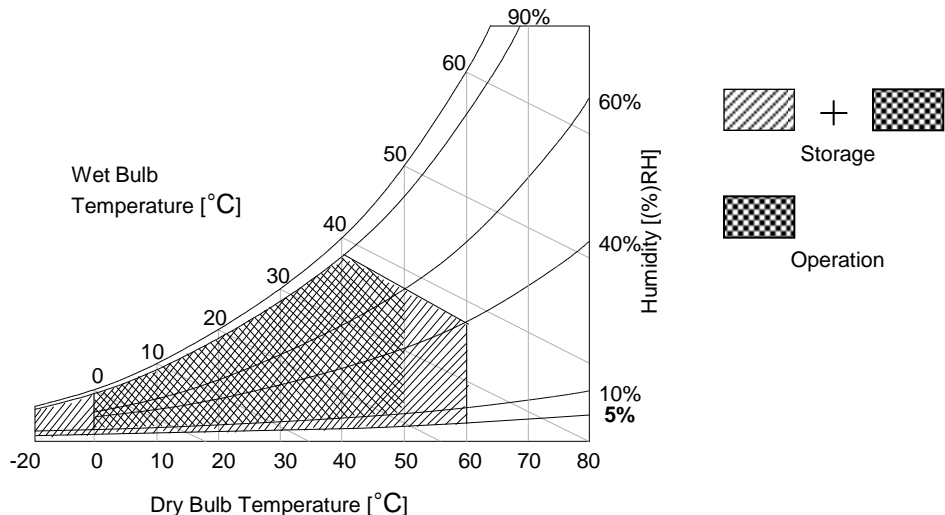 90%
60
60%
50
Wet Bulb
Temperature [°C]
40
40%
30
20
10
0
Humidity [(%)RH]
10%
5%
-20 0 10 20 30 40 50 60 70 80
Dry Bulb Temperature [°C]
+
Storage
Operation